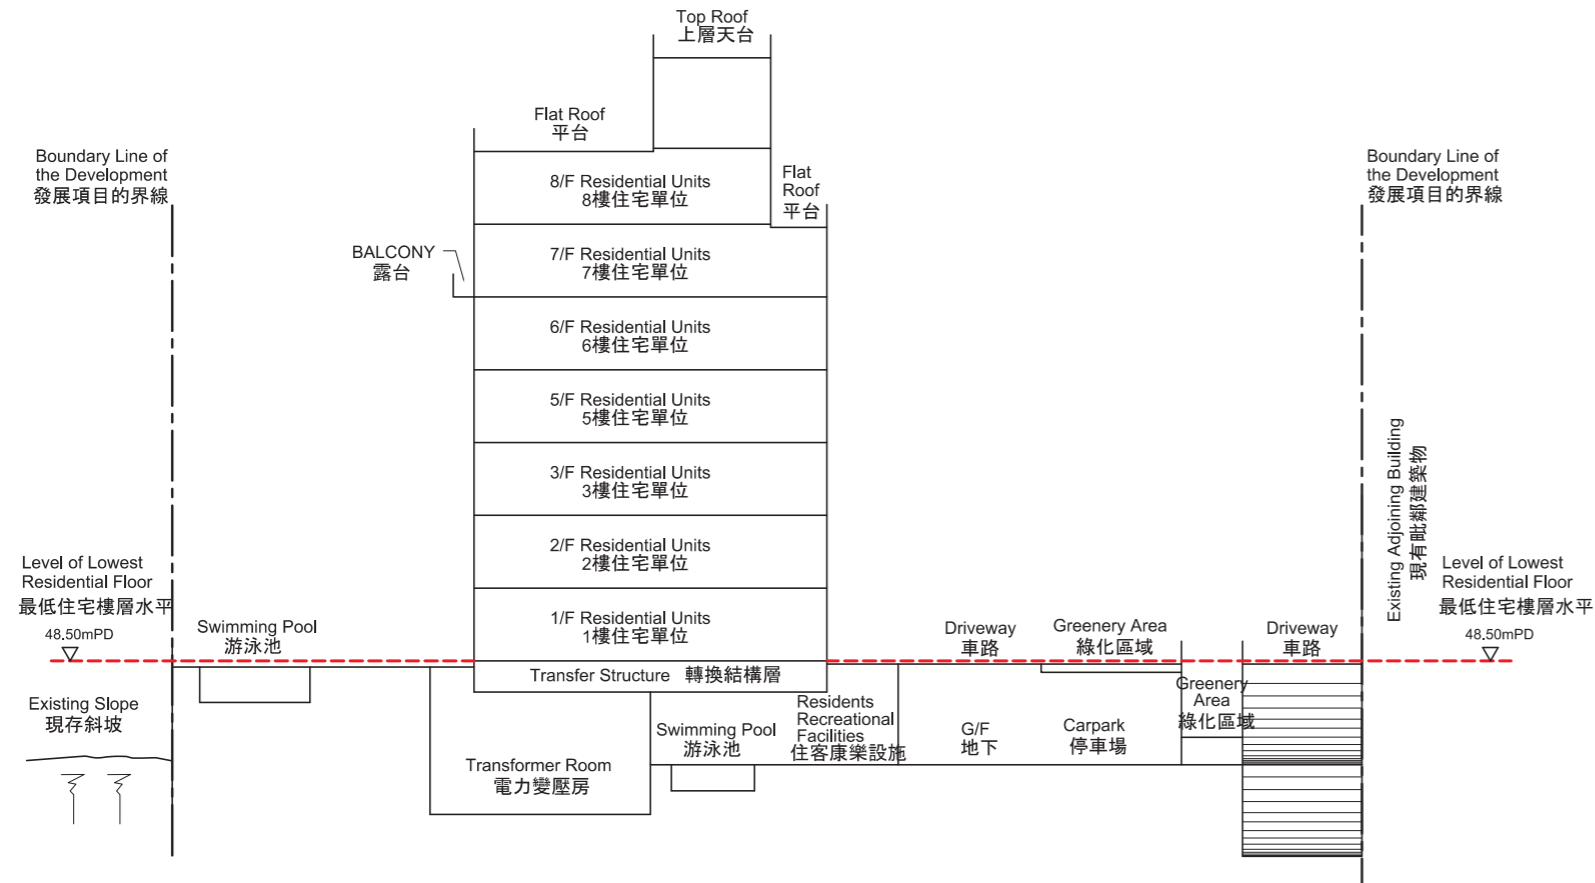 Top Roof
上層天台
Flat Roof
平台
Boundary Line of
the Development
發展項目的界線
8/F Residential Units
8樓住宅單位
Flat
Roof
平台
Boundary Line of
the Development
發展項目的界線
BALCONY
露台
7/F Residential Units
7樓住宅單位
6/F Residential Units
6樓住宅單位
5/F Residential Units
5樓住宅單位
3/F Residential Units
3樓住宅單位
2/F Residential Units
2樓住宅單位
1/F Residential Units
1樓住宅單位
Existing Adjoining Building
現有毗鄰建築物
Level of Lowest
Residential Floor
最低住宅樓層水平
48.50mPD
Level of Lowest
Residential Floor
最低住宅樓層水平
48.50mPD
Swimming Pool
游泳池
Driveway
車路
Greenery Area
綠化區域
Driveway
車路
Transfer Structure 轉換結構層
Existing Slope
現存斜坡
Transformer Room
電力變壓房
Swimming Pool
游泳池
Residents
Recreational
Facilities
住客康樂設施
G/F
地下
Carpark
停車場
Greenery
Area
綠化區域